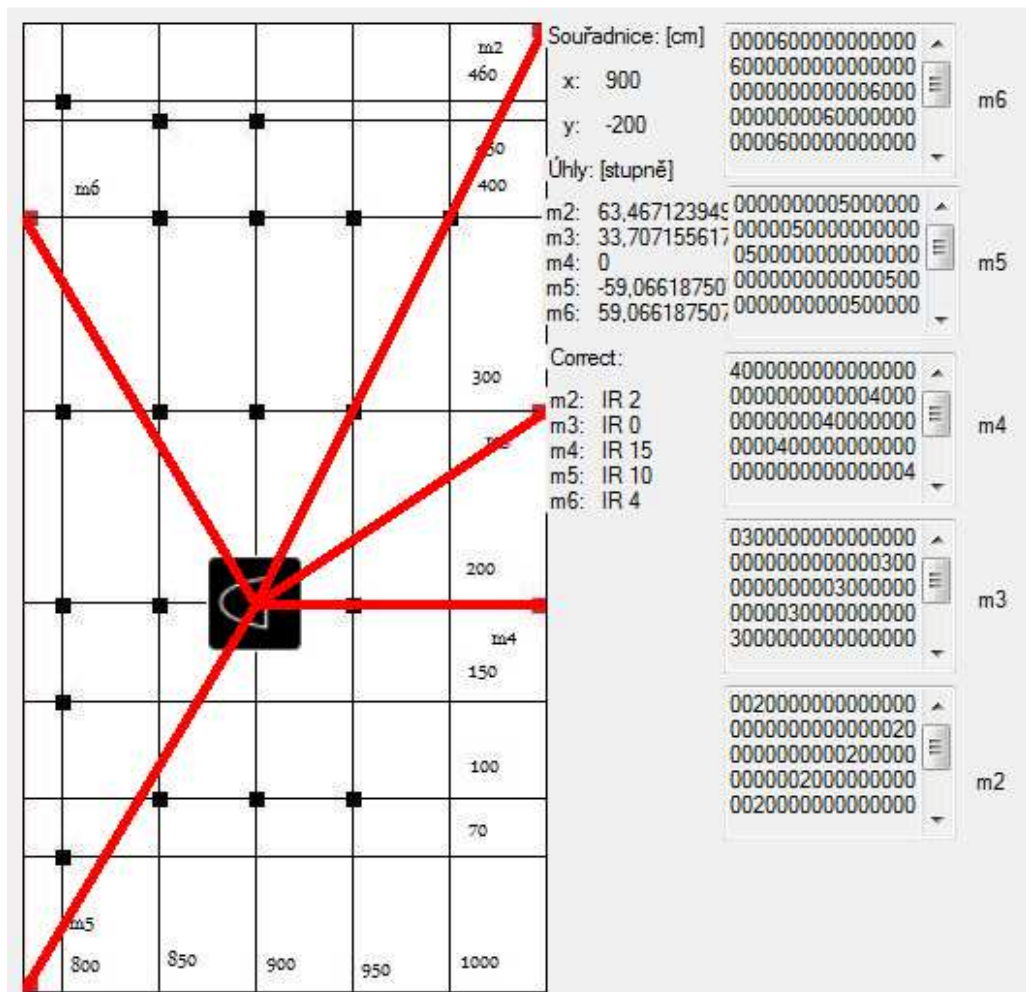 m2
460
400
m6
300
200
m4
150
100
70
m5
800 850 900 950 1000
Souřadnice: [cm]
x: 900
y: -200
Úhly: [stupně]
m2: 63,46712394
m3: 33,707155617
m4: 0
m5: -59,06618750
m6: 59,066187507
Correct:
m2: IR 2
m3: IR 0
m4: IR 15
m5: IR 10
m6: IR 4
0000600000000000
6000000000000000
0000000000006000
0000000060000000
0000600000000000
m6
0000000005000000
0000050000000000
0500000000000000
0000000000000500
0000000000500000
m5
4000000000000000
0000000000004000
0000000040000000
0000400000000000
0000000000000004
m4
0300000000000000
0000000000000300
0000000003000000
0000030000000000
3000000000000000
m3
0020000000000000
0000000000000020
0000000000200000
0000002000000000
0020000000000000
m2